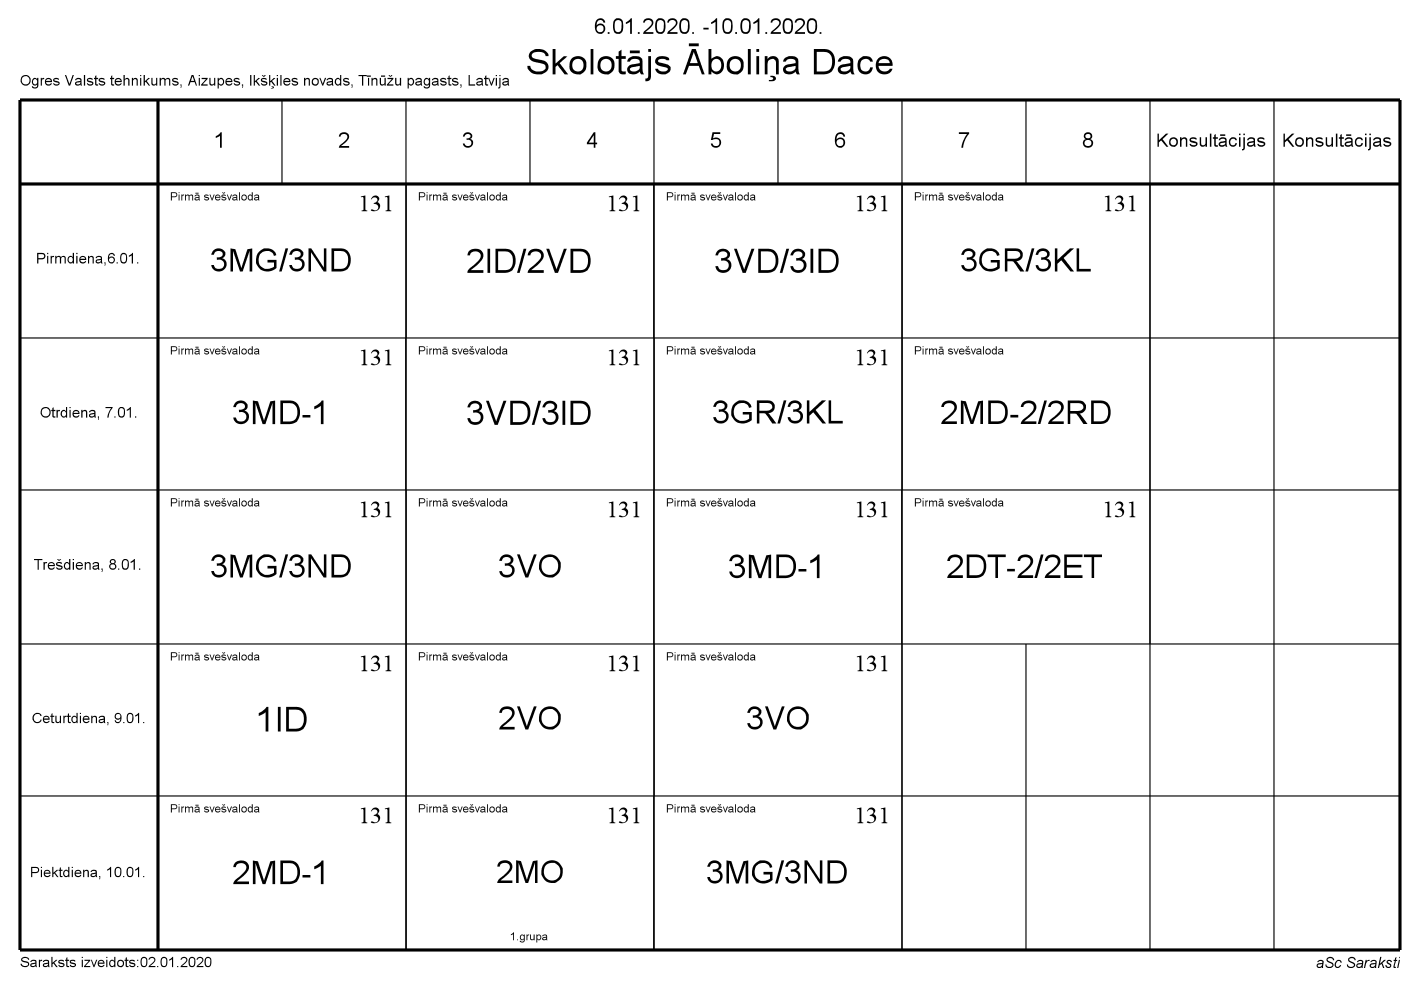 6.01.2020. -10.01.2020.
Skolotājs Āboliņa Dace
Ogres Valsts tehnikums, Aizupes, Ikšķiles novads, Tīnūžu pagasts, Latvija
1 2 3 4 5 6 7 8 Konsultācijas Konsultācijas
Pirmā svešvaloda 131 Pirmā svešvaloda 131 Pirmā svešvaloda 131 Pirmā svešvaloda 131
Pirmdiena,6.01. 3MG/3ND 2ID/2VD 3VD/3ID 3GR/3KL
Pirmā svešvaloda 131 Pirmā svešvaloda 131 Pirmā svešvaloda 131 Pirmā svešvaloda
Otrdiena, 7.01. 3MD-1 3VD/3ID 3GR/3KL 2MD-2/2RD
Pirmā svešvaloda 131 Pirmā svešvaloda 131 Pirmā svešvaloda 131 Pirmā svešvaloda 131
Trešdiena, 8.01. 3MG/3ND 3VO 3MD-1 2DT-2/2ET
Pirmā svešvaloda 131 Pirmā svešvaloda 131 Pirmā svešvaloda 131
Ceturtdiena, 9.01. 1ID 2VO 3VO
Pirmā svešvaloda 131 Pirmā svešvaloda 131 Pirmā svešvaloda 131
Piektdiena, 10.01. 2MD-1 2MO 3MG/3ND
1.grupa
Saraksts izveidots:02.01.2020 aSc Saraksti